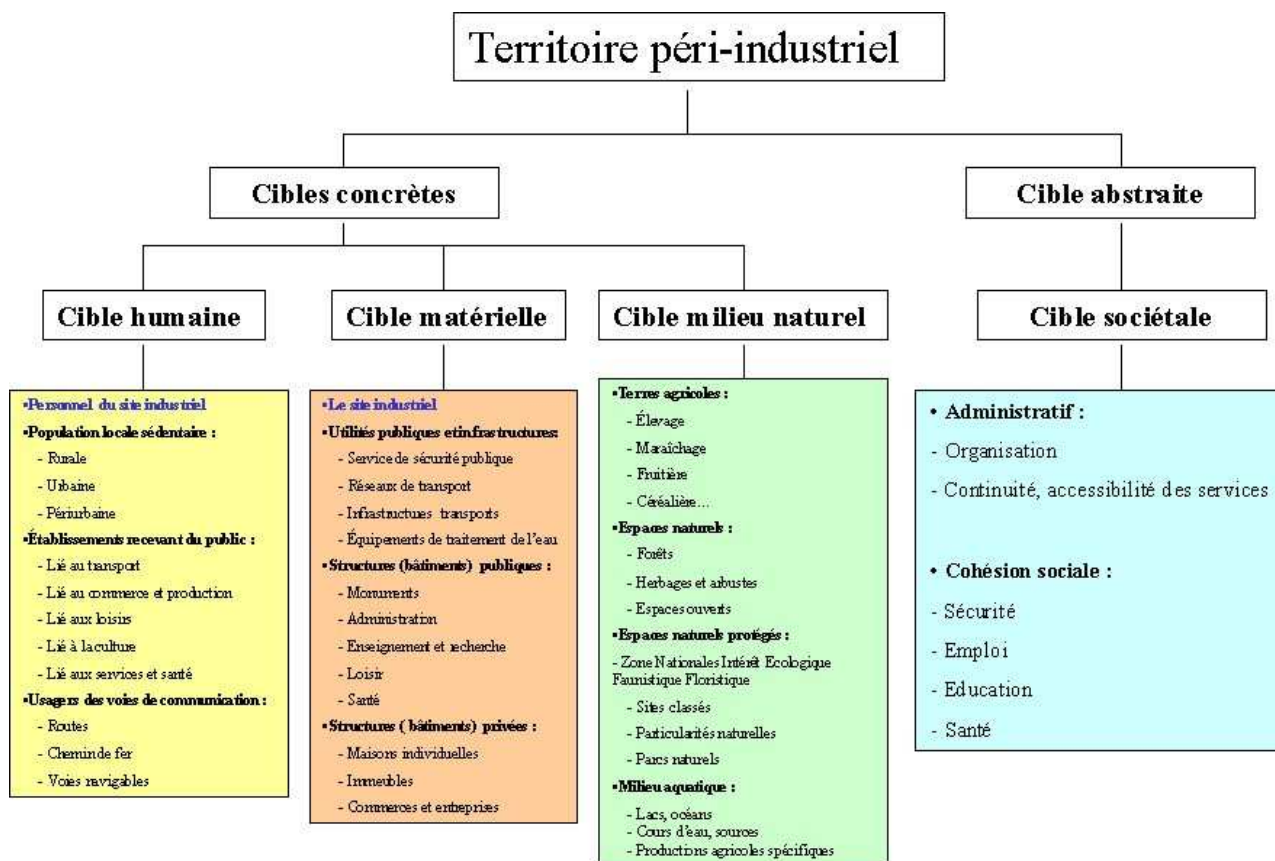 Territoire péri-industriel
Cibles concrètes
Cible abstraite
Cible humaine
Cible matérielle
Cible milieu naturel
Cible sociétale
•Personnel du site industriel
•Population locale sédentaire :
- Rurale
- Urbaine
- Périurbaine
•Établissements recevant du public :
- Lié au transport
- Lié au commerce et production
- Lié aux loisirs
- Lié à la culture
- Lié aux services et santé
•Usagers des voies de communication :
- Routes
- Chemin de fer
- Voies navigables
•Le site industriel
•Utilités publiques et infrastructures:
- Service de sécurité publique
- Réseaux de transport
- Infrastructures transports
- Équipements de traitement de l'eau
•Structures (bâtiments) publiques :
- Monuments
- Administration
- Enseignement et recherche
- Loisir
- Santé
•Structures ( bâtiments) privées :
- Maisons individuelles
- Immeubles
- Commerces et entreprises
•Terres agricoles :
- Élevage
- Maraîchage
- Fruitière
- Céréalière...
•Espaces naturels :
- Forêts
- Herbages et arbustes
- Espaces ouverts
•Espaces naturels protégés :
- Zone Nationales Intérêt Ecologique
Faunistique Floristique
- Sites classés
- Particularités naturelles
- Parcs naturels
•Milieu aquatique :
- Lacs, océans
- Cours d'eau, sources
- Productions agricoles spécifiques
• Administratif :
- Organisation
- Continuité, accessibilité des services
• Cohésion sociale :
- Sécurité
- Emploi
- Education
- Santé